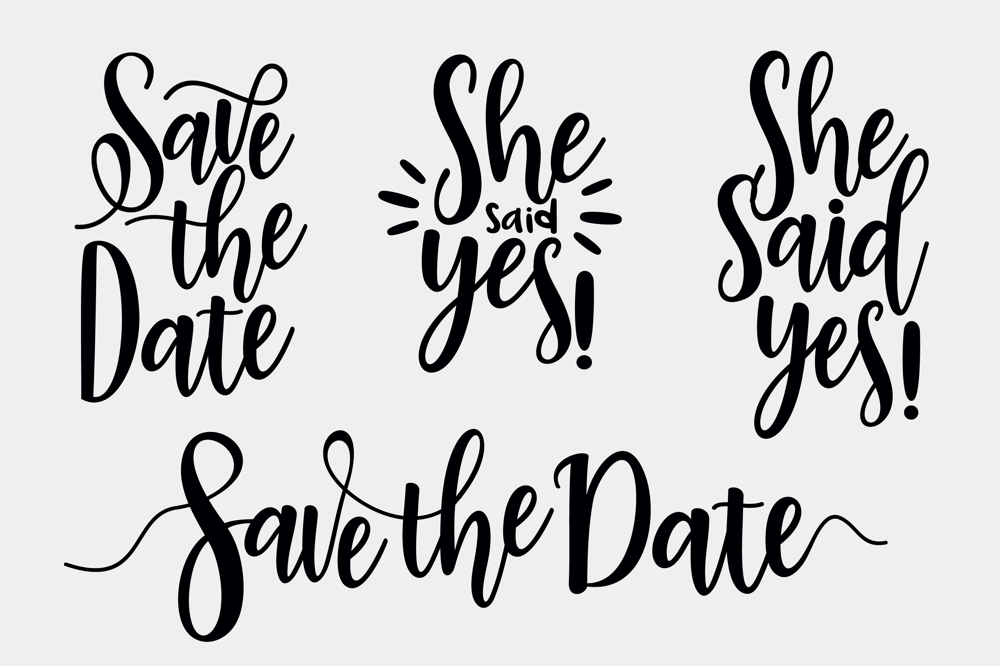 Save
the
Date
She
said
yes!
She
Said
yes!
Save the Date